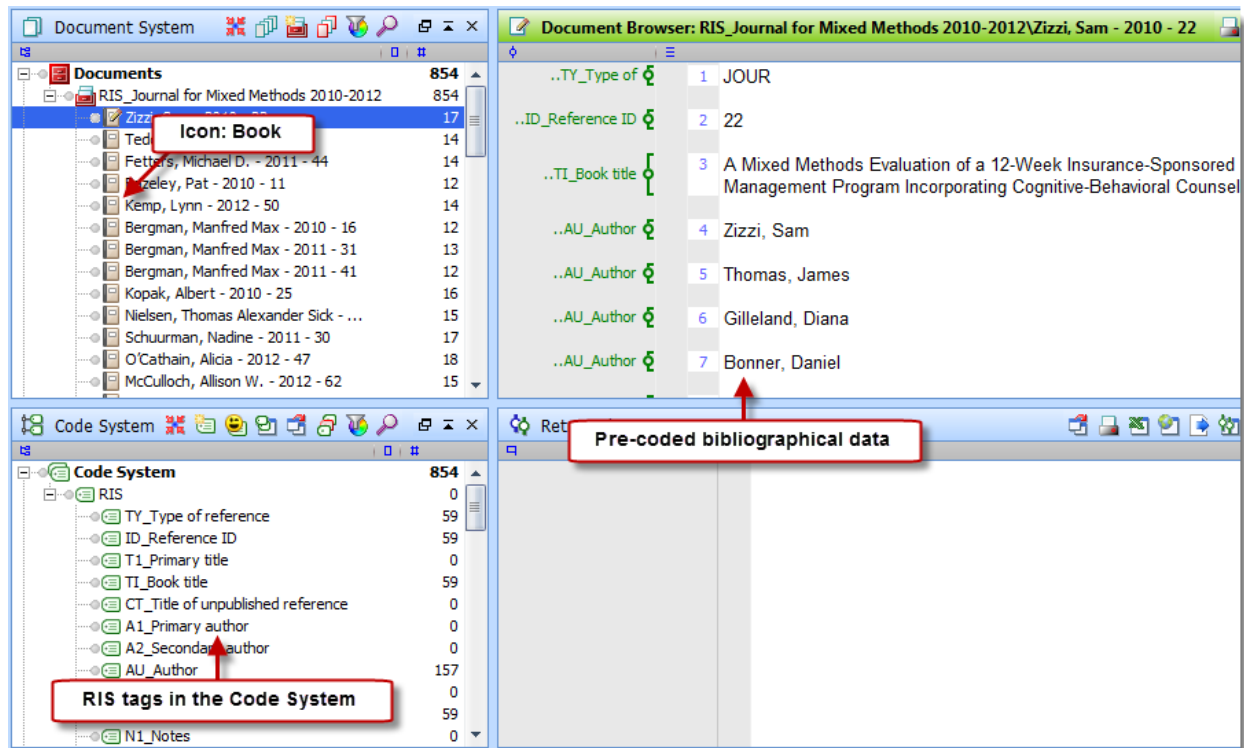 Document System
Documents 854
RIS_Journal for Mixed Methods 2010-2012 854
17
Icon: Book
14
Fetters, Michael D. - 2011 - 44 14
Pat - 2010 - 11 12
Kemp, Lynn - 2012 - 50 14
Bergman, Manfred Max - 2010 - 16 12
Bergman, Manfred Max - 2011 - 31 13
Bergman, Manfred Max - 2011 - 41 12
Kopak, Albert - 2010 - 25 16
Nielsen, Thomas Alexander Sick - ... 15
Schuurman, Nadine - 2011 - 30 17
O'Cathain, Alicia - 2012 - 47 18
McCulloch, Allison W. - 2012 - 62 15
Document Browser: RIS_Journal for Mixed Methods 2010-2012\Zizzi, Sam - 2010 - 22
..TY_Type of 1 JOUR
..ID_Reference ID 2 22
..TI_Book title 3 A Mixed Methods Evaluation of a 12-Week Insurance-Sponsored
Management Program Incorporating Cognitive-Behavioral Counsel
..AU_Author 4 Zizzi, Sam
..AU_Author 5 Thomas, James
..AU_Author 6 Gilleland, Diana
..AU_Author 7 Bonner, Daniel
Code System
Code System 854
RIS 0
TY_Type of reference 59
ID_Reference ID 59
T1_Primary title 0
TI_Book title 59
CT_Title of unpublished reference 0
A1_Primary author 0
A2_Secondary author 0
AU_Author 157
RIS tags in the Code System
0
59
N1_Notes 0
Pre-coded bibliographical data